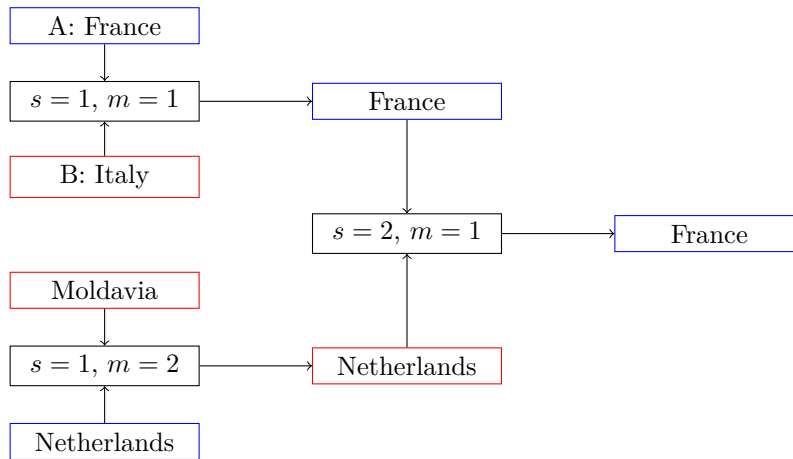 A: France
s = 1, m = 1
France
B: Italy
s = 2, m = 1
France
Moldavia
s = 1, m = 2
Netherlands
Netherlands